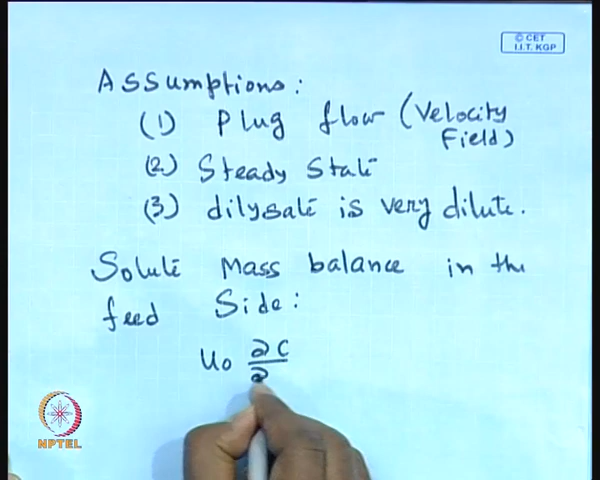 © CET
I.I.T. KGP
Assumptions:
(1) Plug flow (Velocity
Field)
(2) Steady State
(3) dilysate is very dilute.
Solute Mass balance in the
feed Side:
u₀ ∂C
∂
NPTEL